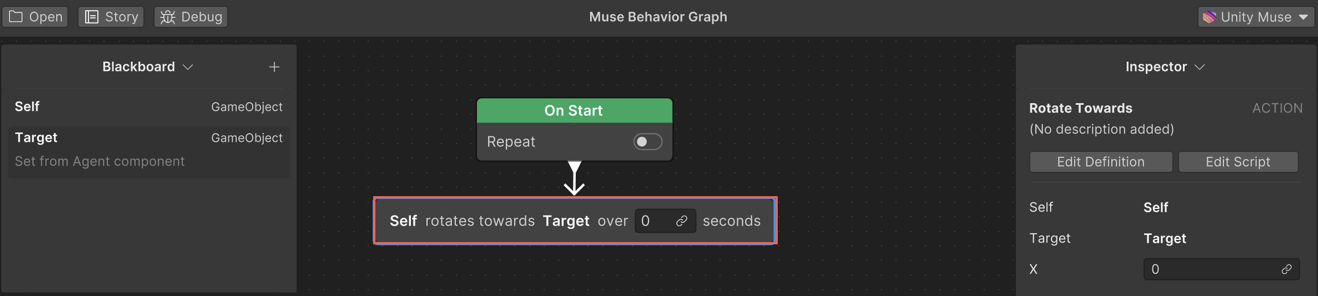 Open
Story
Debug
Muse Behavior Graph
Unity Muse
Blackboard
Self GameObject
Target GameObject
Set from Agent component
On Start
Repeat
Self rotates towards Target over 0 seconds
Inspector
Rotate Towards ACTION
(No description added)
Edit Definition Edit Script
Self Self
Target Target
X 0